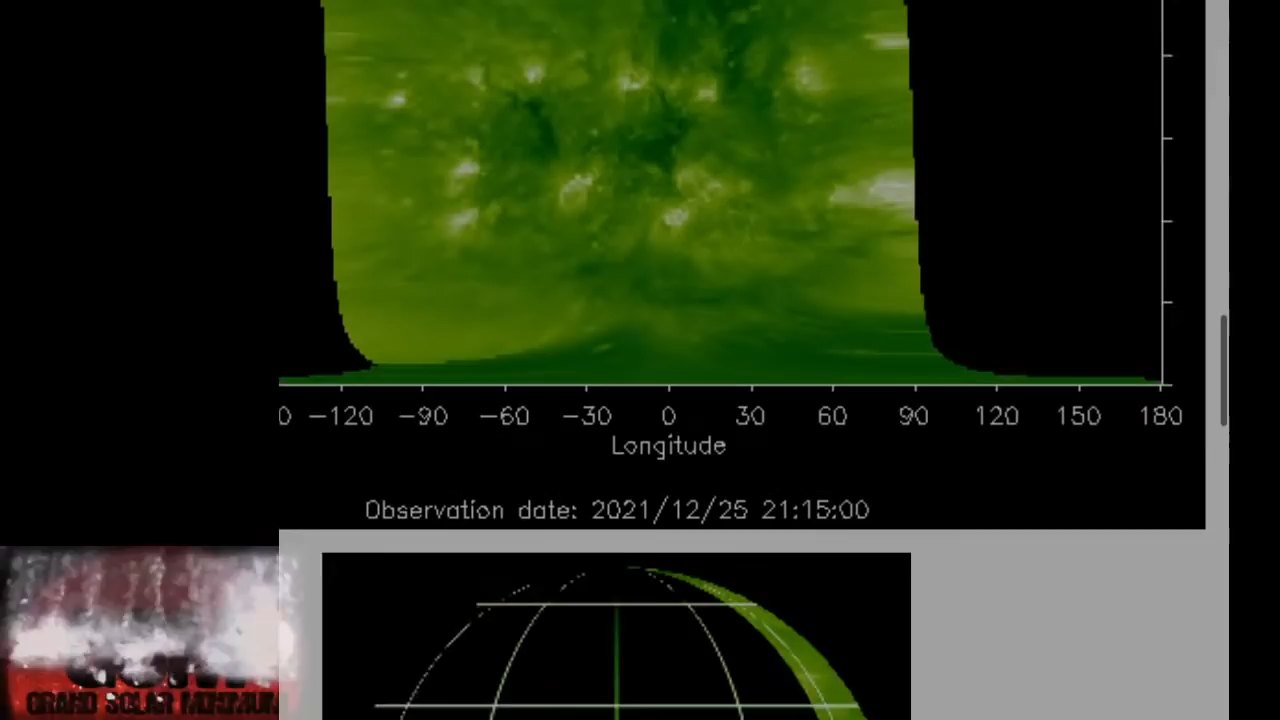 0 −120 −90 −60 −30 0 30 60 90 120 150 180
Longitude
Observation date: 2021/12/25 21:15:00
GRAND SOLAR MINIMUM